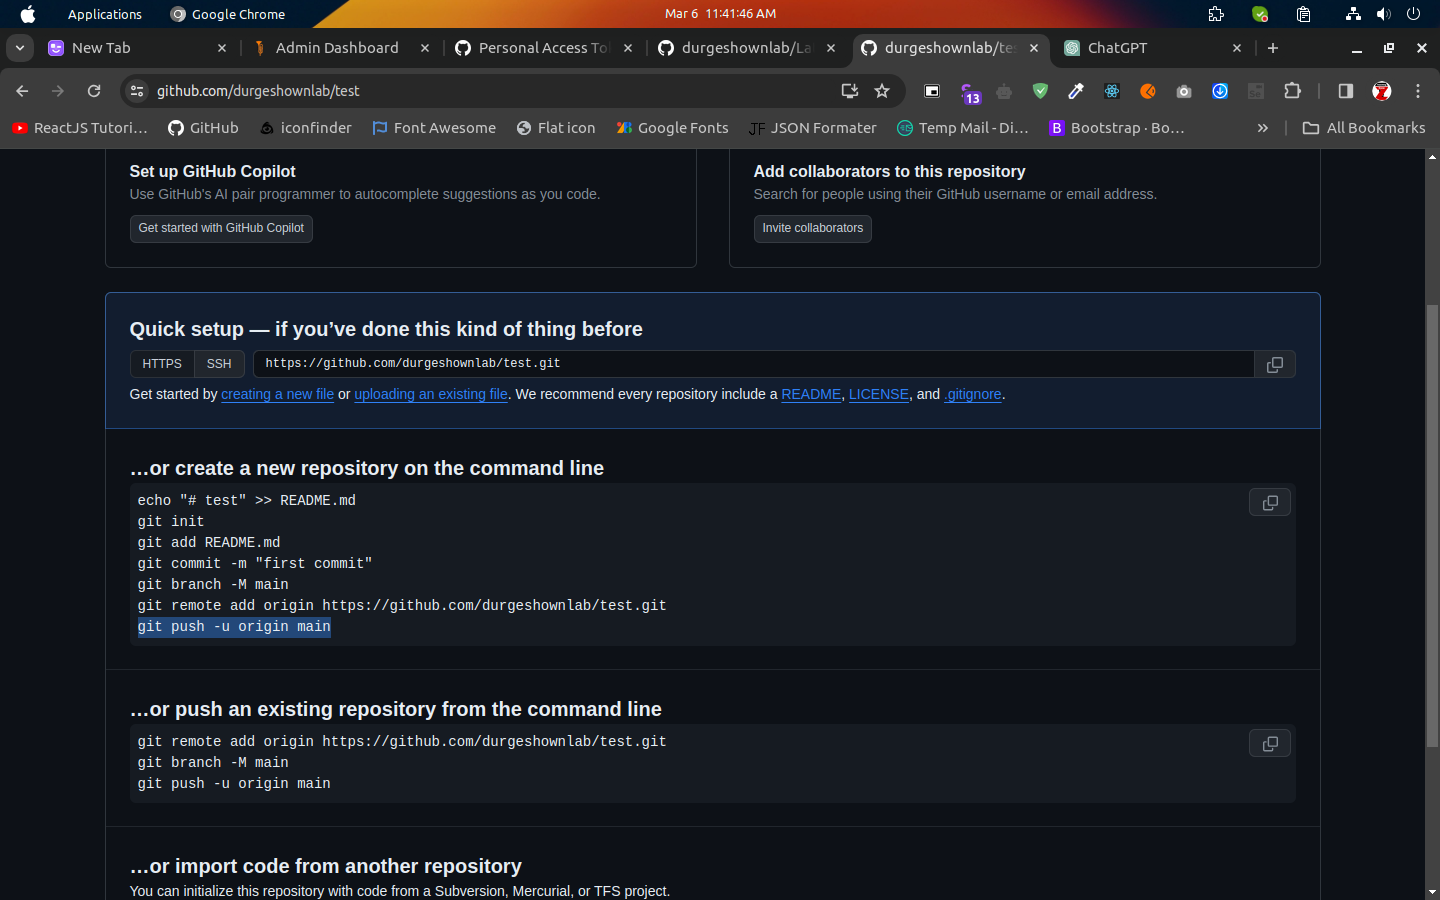 Applications
Google Chrome
Mar 6 11:41:46 AM
New Tab
Admin Dashboard
Personal Access To
durgeshownlab/La
durgeshownlab/tes
ChatGPT
github.com/durgeshownlab/test
13
ReactJS Tutori...
GitHub
iconfinder
Font Awesome
Flat icon
Google Fonts
JF JSON Formater
Temp Mail - Di...
B Bootstrap · Bo...
»
All Bookmarks
Set up GitHub Copilot
Use GitHub's AI pair programmer to autocomplete suggestions as you code.
Get started with GitHub Copilot
Add collaborators to this repository
Search for people using their GitHub username or email address.
Invite collaborators
Quick setup — if you’ve done this kind of thing before
HTTPS
SSH
https://github.com/durgeshownlab/test.git
Get started by creating a new file or uploading an existing file. We recommend every repository include a README, LICENSE, and .gitignore.
…or create a new repository on the command line
echo "# test" >> README.md
git init
git add README.md
git commit -m "first commit"
git branch -M main
git remote add origin https://github.com/durgeshownlab/test.git
git push -u origin main
…or push an existing repository from the command line
git remote add origin https://github.com/durgeshownlab/test.git
git branch -M main
git push -u origin main
…or import code from another repository
You can initialize this repository with code from a Subversion, Mercurial, or TFS project.